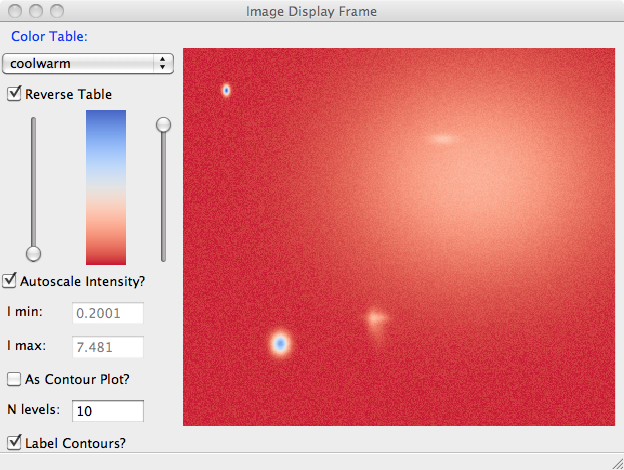 Image Display Frame
Color Table:
coolwarm
Reverse Table
Autoscale Intensity?
I min: 0.2001
I max: 7.481
As Contour Plot?
N levels: 10
Label Contours?